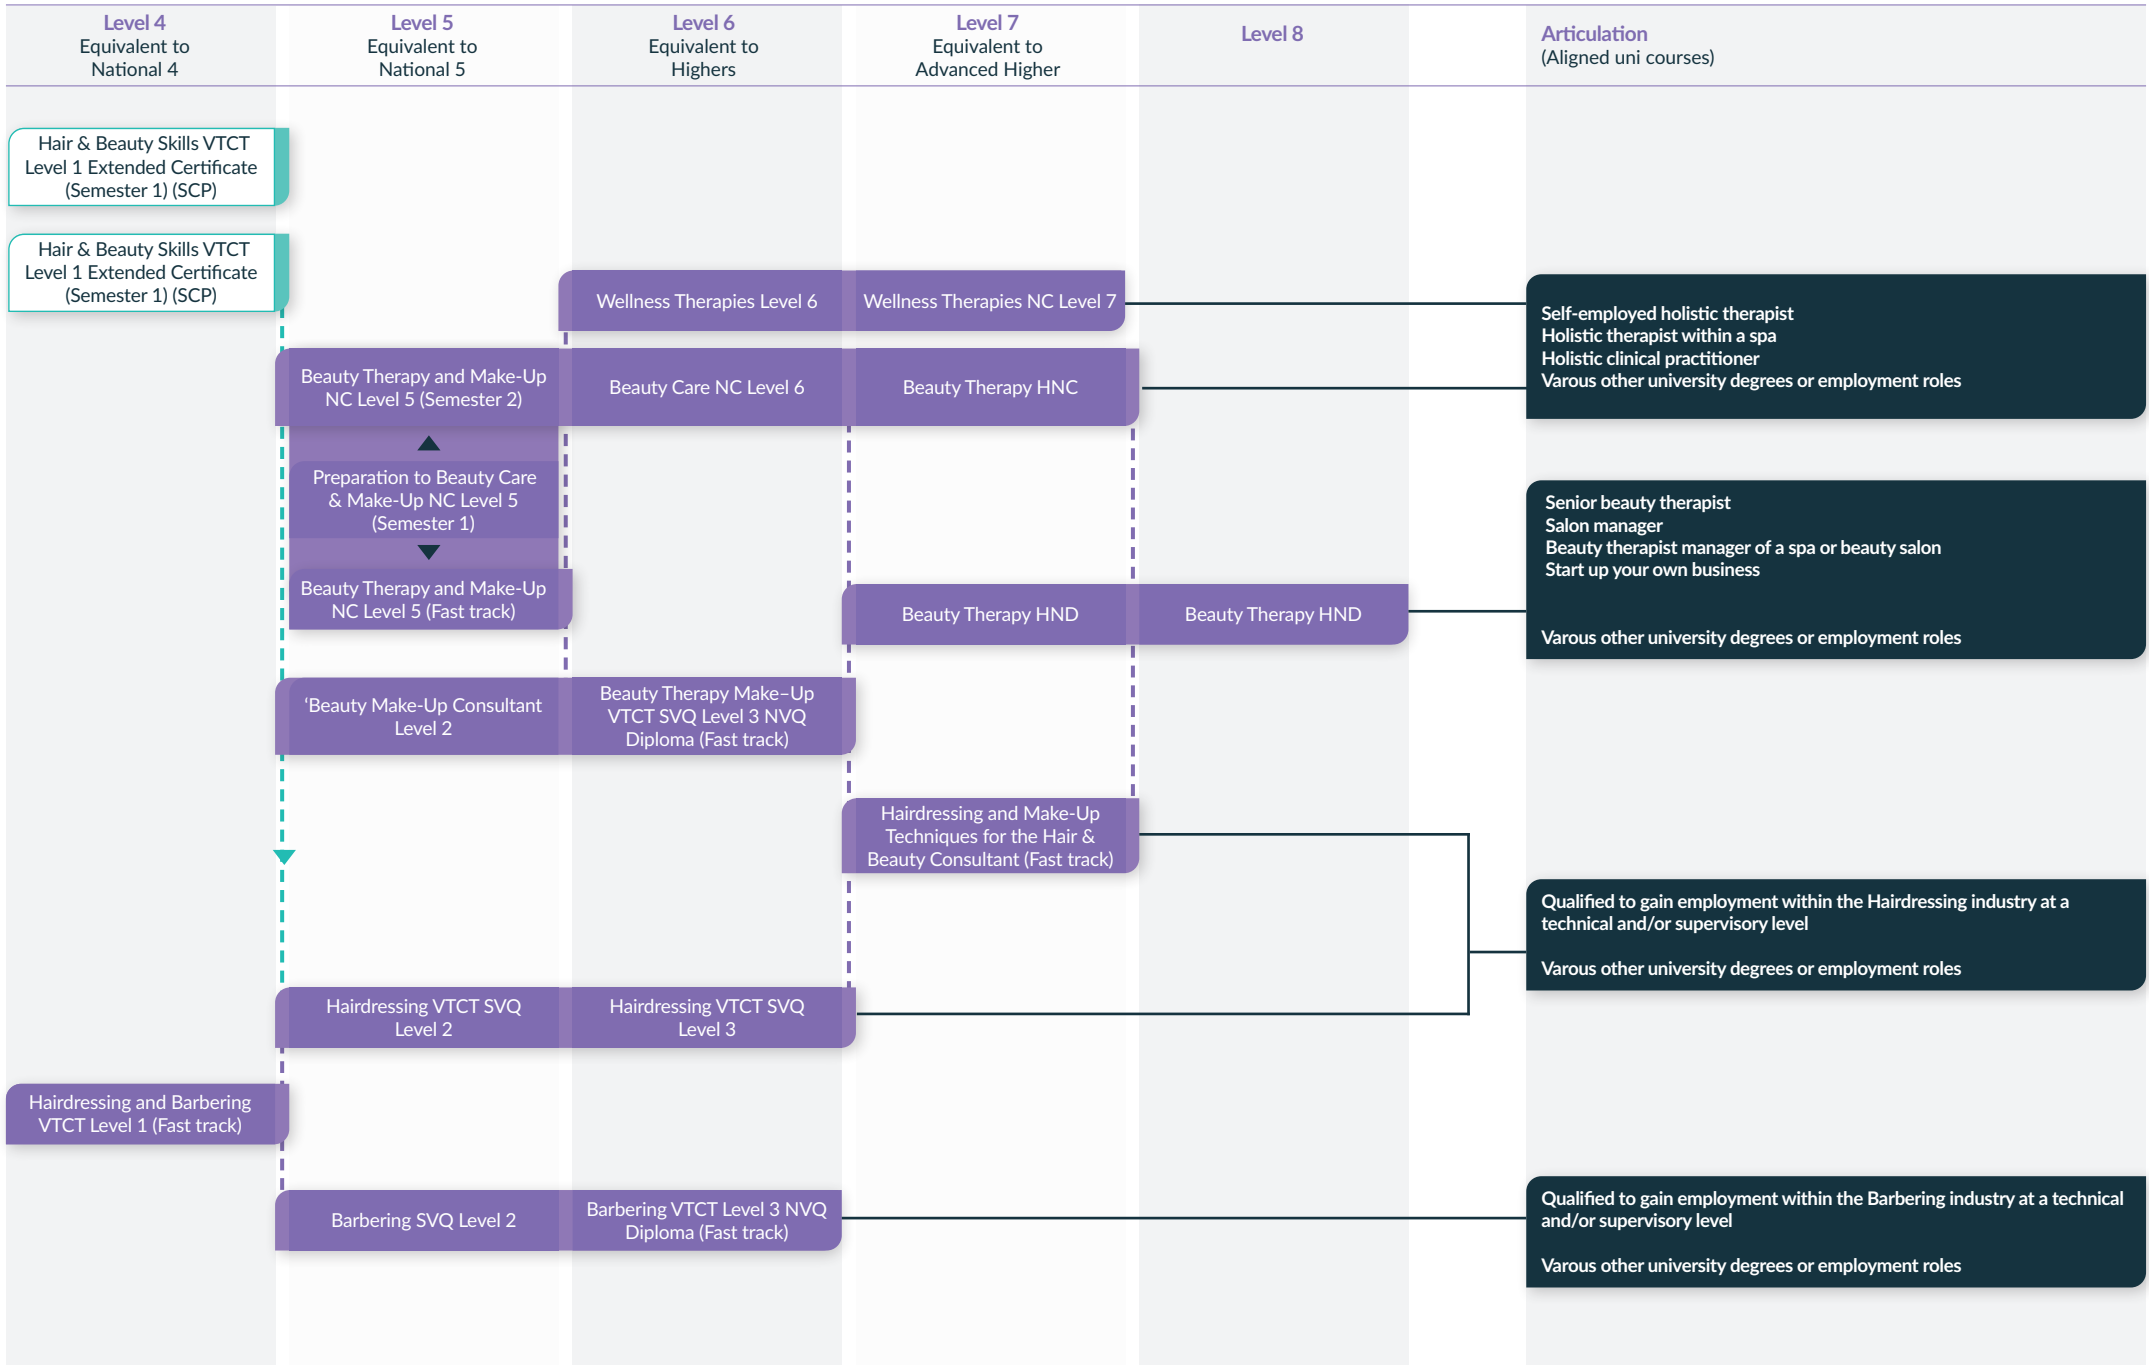 Level 4
Equivalent to
National 4
Level 5
Equivalent to
National 5
Level 6
Equivalent to
Highers
Level 7
Equivalent to
Advanced Higher
Level 8
Articulation
(Aligned uni courses)
Hair & Beauty Skills VTCT
Level 1 Extended Certificate
(Semester 1) (SCP)
Hair & Beauty Skills VTCT
Level 1 Extended Certificate
(Semester 1) (SCP)
Wellness Therapies Level 6
Wellness Therapies NC Level 7
Self-employed holistic therapist
Holistic therapist within a spa
Holistic clinical practitioner
Varous other university degrees or employment roles
Beauty Therapy and Make-Up
NC Level 5 (Semester 2)
Beauty Care NC Level 6
Beauty Therapy HNC
Preparation to Beauty Care
& Make-Up NC Level 5
(Semester 1)
Beauty Therapy and Make-Up
NC Level 5 (Fast track)
Beauty Therapy HND
Beauty Therapy HND
Senior beauty therapist
Salon manager
Beauty therapist manager of a spa or beauty salon
Start up your own business
Varous other university degrees or employment roles
‘Beauty Make-Up Consultant
Level 2
Beauty Therapy Make–Up
VTCT SVQ Level 3 NVQ
Diploma (Fast track)
Hairdressing and Make-Up
Techniques for the Hair &
Beauty Consultant (Fast track)
Qualified to gain employment within the Hairdressing industry at a
technical and/or supervisory level
Varous other university degrees or employment roles
Hairdressing VTCT SVQ
Level 2
Hairdressing VTCT SVQ
Level 3
Hairdressing and Barbering
VTCT Level 1 (Fast track)
Barbering SVQ Level 2
Barbering VTCT Level 3 NVQ
Diploma (Fast track)
Qualified to gain employment within the Barbering industry at a technical
and/or supervisory level
Varous other university degrees or employment roles